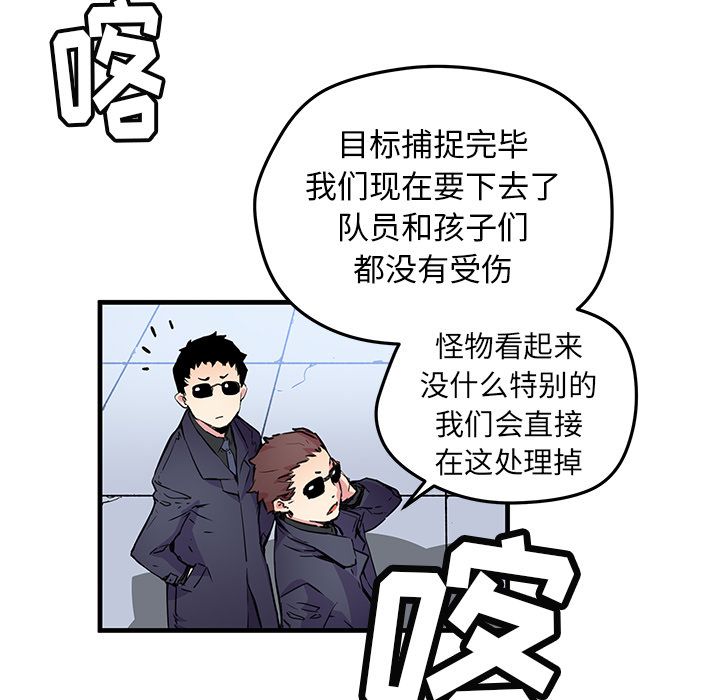 喀
目标捕捉完毕
我们现在要下去了
队员和孩子们
都没有受伤
怪物看起来
没什么特别的
我们会直接
在这处理掉
喀